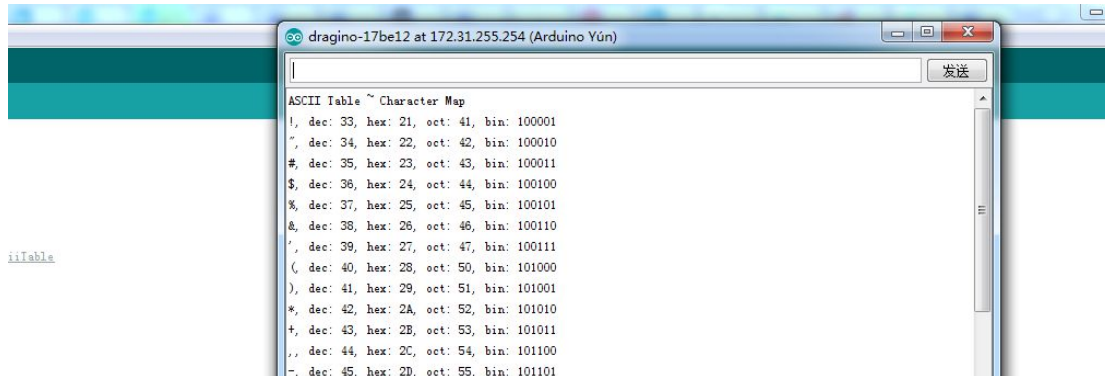 dragino-17be12 at 172.31.255.254 (Arduino Yún)
发送
ASCII Table ~ Character Map
!, dec: 33, hex: 21, oct: 41, bin: 100001
", dec: 34, hex: 22, oct: 42, bin: 100010
#, dec: 35, hex: 23, oct: 43, bin: 100011
$, dec: 36, hex: 24, oct: 44, bin: 100100
%, dec: 37, hex: 25, oct: 45, bin: 100101
&, dec: 38, hex: 26, oct: 46, bin: 100110
', dec: 39, hex: 27, oct: 47, bin: 100111
iiTable
(, dec: 40, hex: 28, oct: 50, bin: 101000
), dec: 41, hex: 29, oct: 51, bin: 101001
*, dec: 42, hex: 2A, oct: 52, bin: 101010
+, dec: 43, hex: 2B, oct: 53, bin: 101011
,, dec: 44, hex: 2C, oct: 54, bin: 101100
-, dec: 45, hex: 2D, oct: 55, bin: 101101